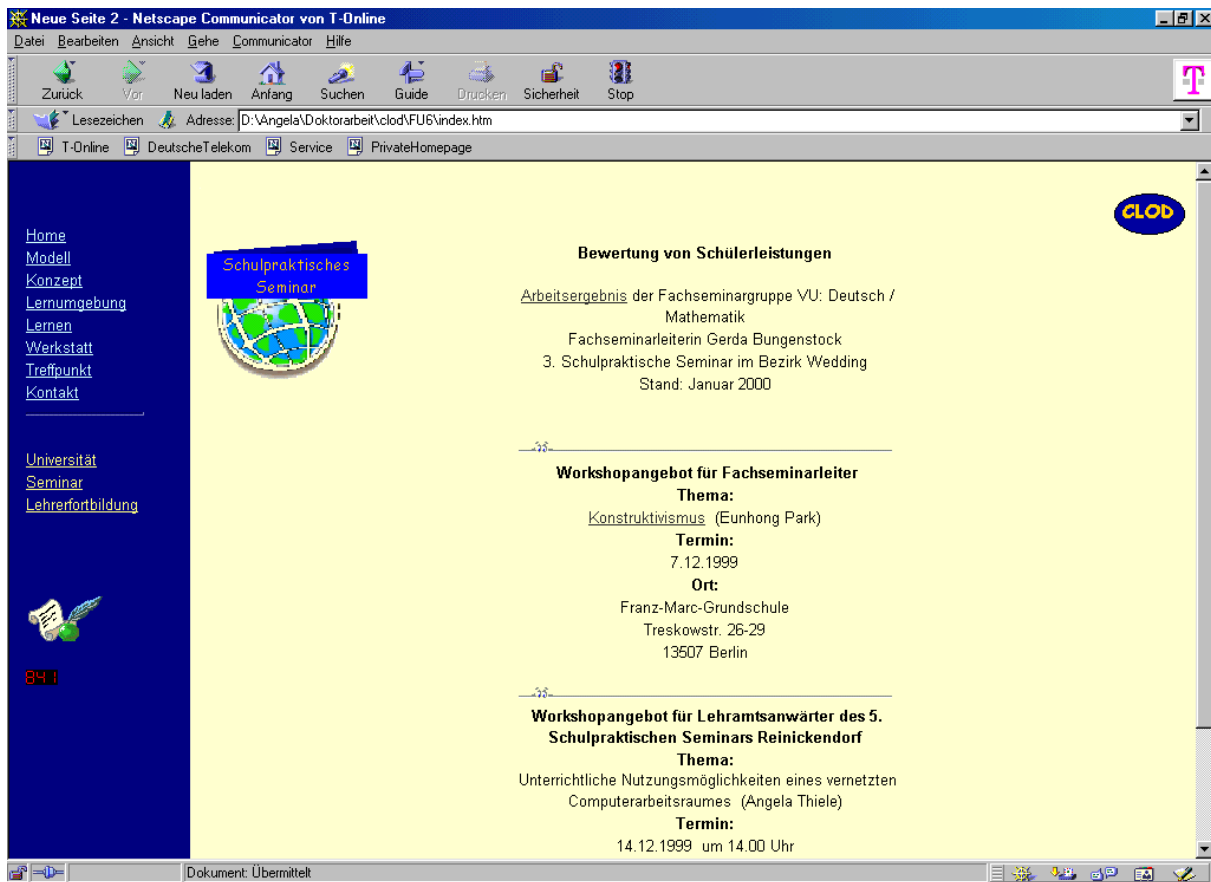 Neue Seite 2 - Netscape Communicator von T-Online
Datei Bearbeiten Ansicht Gehe Communicator Hilfe
Zurück Vor Neu laden Anfang Suchen Guide Drucken Sicherheit Stop
T
Lesezeichen Adresse: D:\Angela\Doktorarbeit\clod\FU6\index.htm
T-Online DeutscheTelekom Service PrivateHomepage
CLOD
Home
Modell
Konzept
Lernumgebung
Lernen
Werkstatt
Treffpunkt
Kontakt
Universität
Seminar
Lehrerfortbildung
841
Schulpraktisches
Seminar
Bewertung von Schülerleistungen
Arbeitsergebnis der Fachseminargruppe VU: Deutsch /
Mathematik
Fachseminarleiterin Gerda Bungenstock
3. Schulpraktische Seminar im Bezirk Wedding
Stand: Januar 2000
Workshopangebot für Fachseminarleiter
Thema:
Konstruktivismus (Eunhong Park)
Termin:
7.12.1999
Ort:
Franz-Marc-Grundschule
Treskowstr. 26-29
13507 Berlin
Workshopangebot für Lehramtsanwärter des 5.
Schulpraktischen Seminars Reinickendorf
Thema:
Unterrichtliche Nutzungsmöglichkeiten eines vernetzten
Computerarbeitsraumes (Angela Thiele)
Termin:
14.12.1999 um 14.00 Uhr
Dokument: Übermittelt